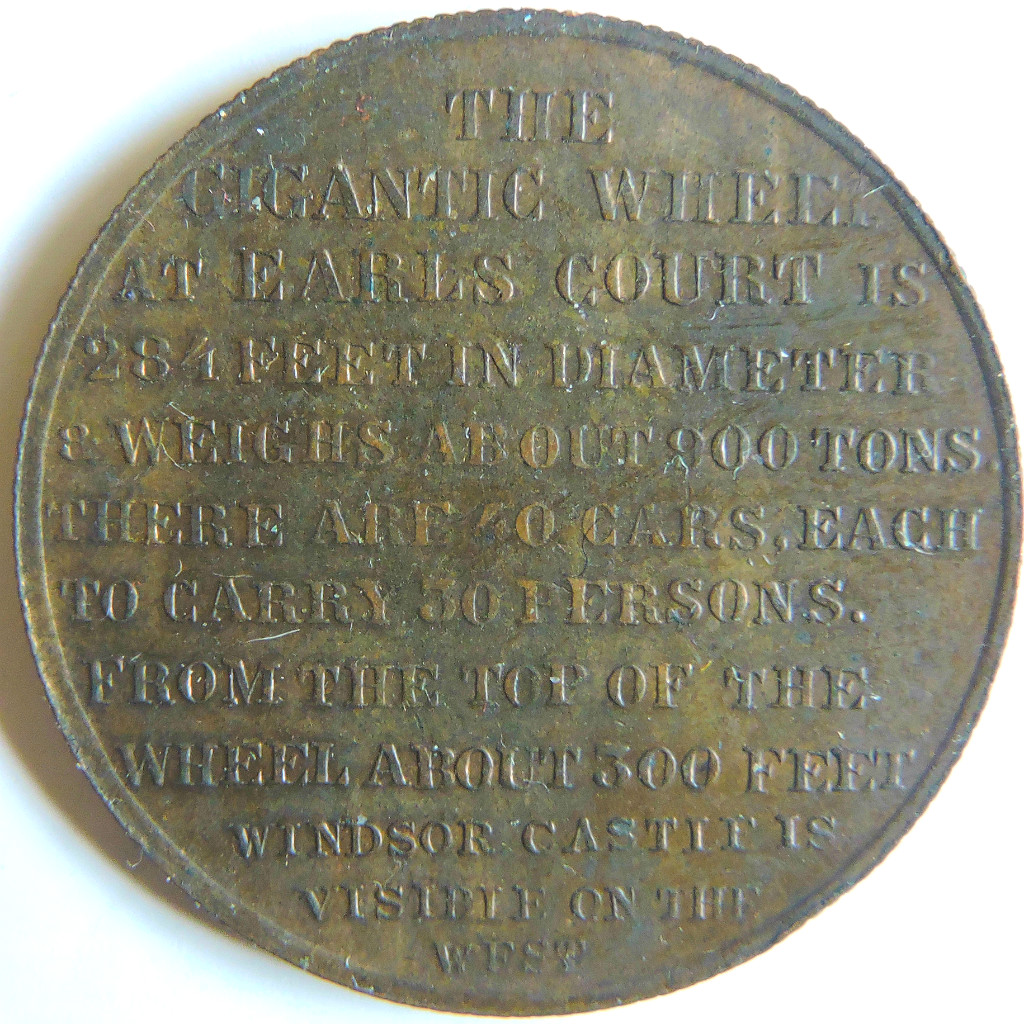 THE
GIGANTIC WHEEL
AT EARLS COURT IS
284 FEET IN DIAMETER
& WEIGHS ABOUT 900 TONS.
THERE ARE 40 CARS, EACH
TO CARRY 30 PERSONS.
FROM THE TOP OF THE
WHEEL ABOUT 300 FEET
WINDSOR CASTLE IS
VISIBLE ON THE
WEST